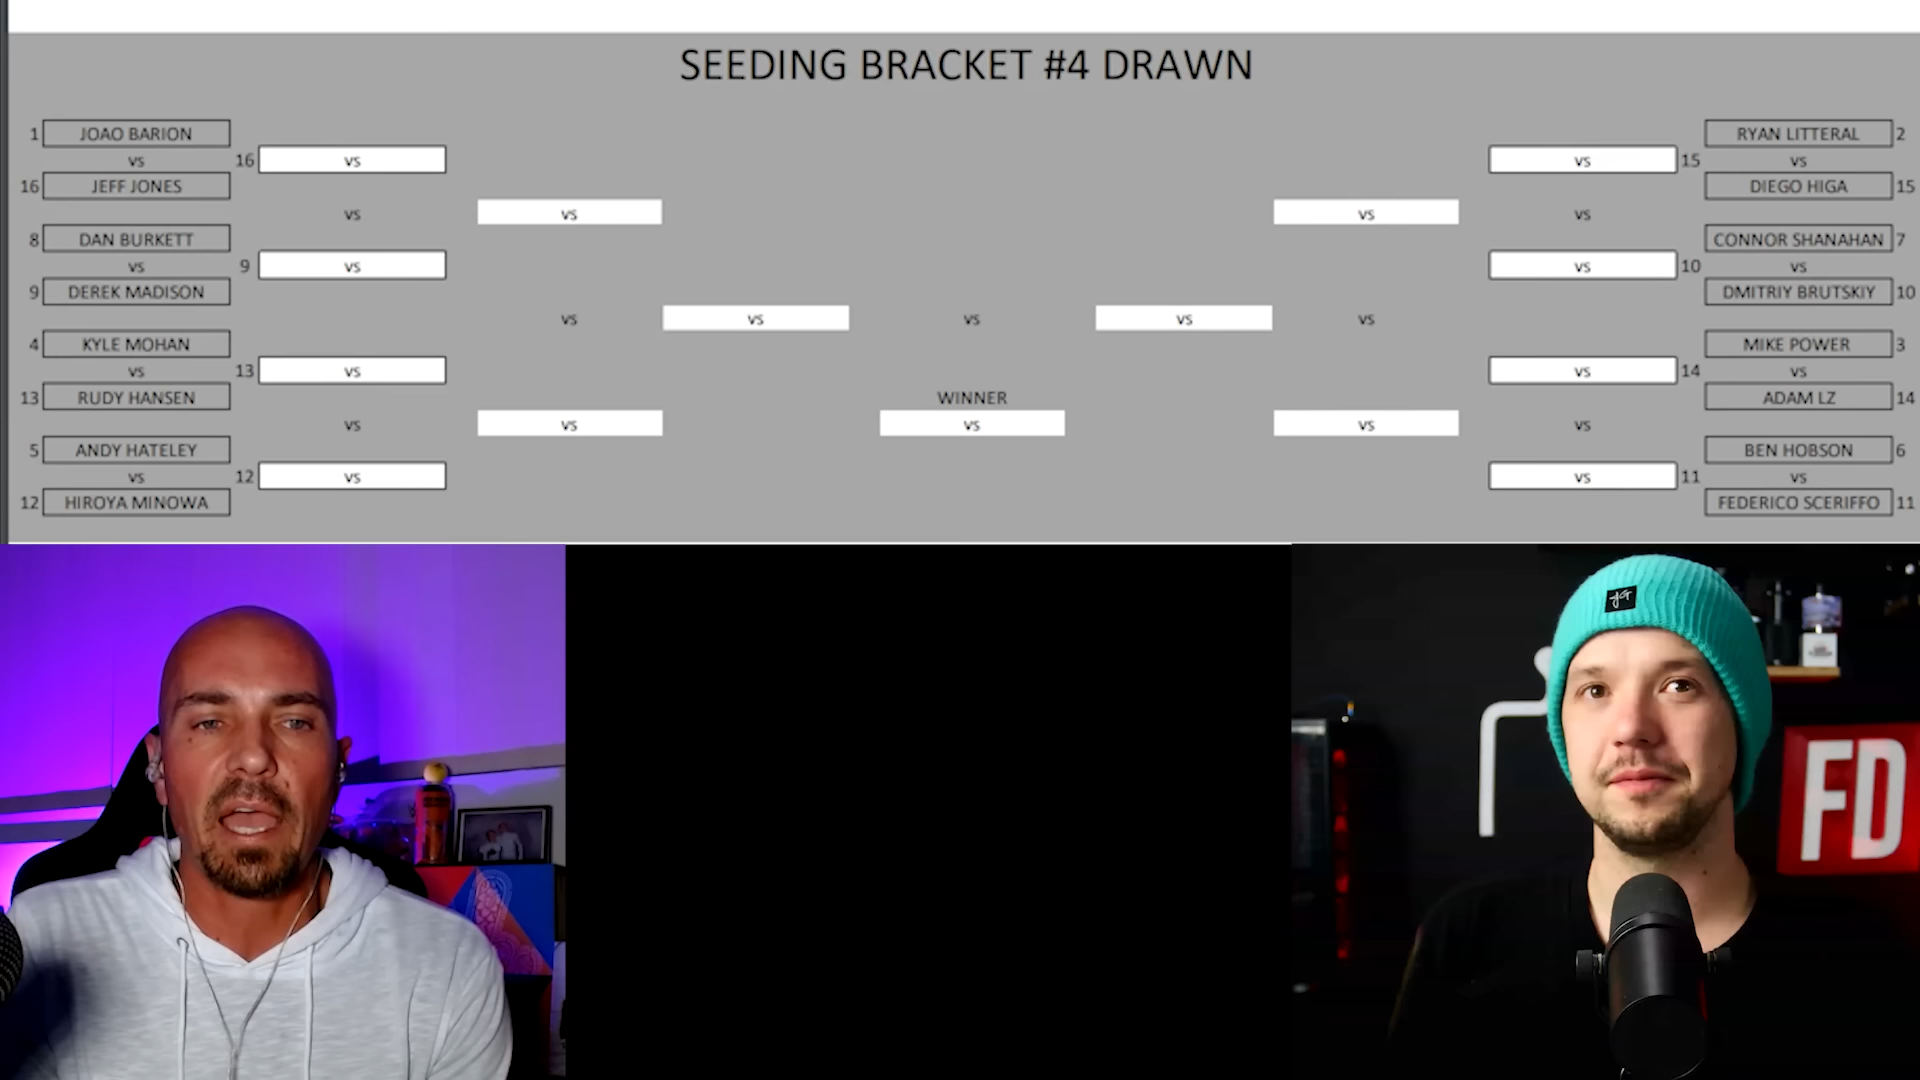 SEEDING BRACKET #4 DRAWN
1 JOAO BARION
vs
16 JEFF JONES
8 DAN BURKETT
vs
9 DEREK MADISON
4 KYLE MOHAN
vs
13 RUDY HANSEN
5 ANDY HATELEY
vs
12 HIROYA MINOWA
16 vs
vs
9 vs
13 vs
vs
12 vs
vs
vs
vs
vs
vs
WINNER
vs
vs
vs
vs
vs
vs 15
vs
vs 10
vs 14
vs
vs 11
RYAN LITTERAL 2
vs
DIEGO HIGA 15
CONNOR SHANAHAN 7
vs
DMITRIY BRUTSKIY 10
MIKE POWER 3
vs
ADAM LZ 14
BEN HOBSON 6
vs
FEDERICO SCERIFFO 11
FD